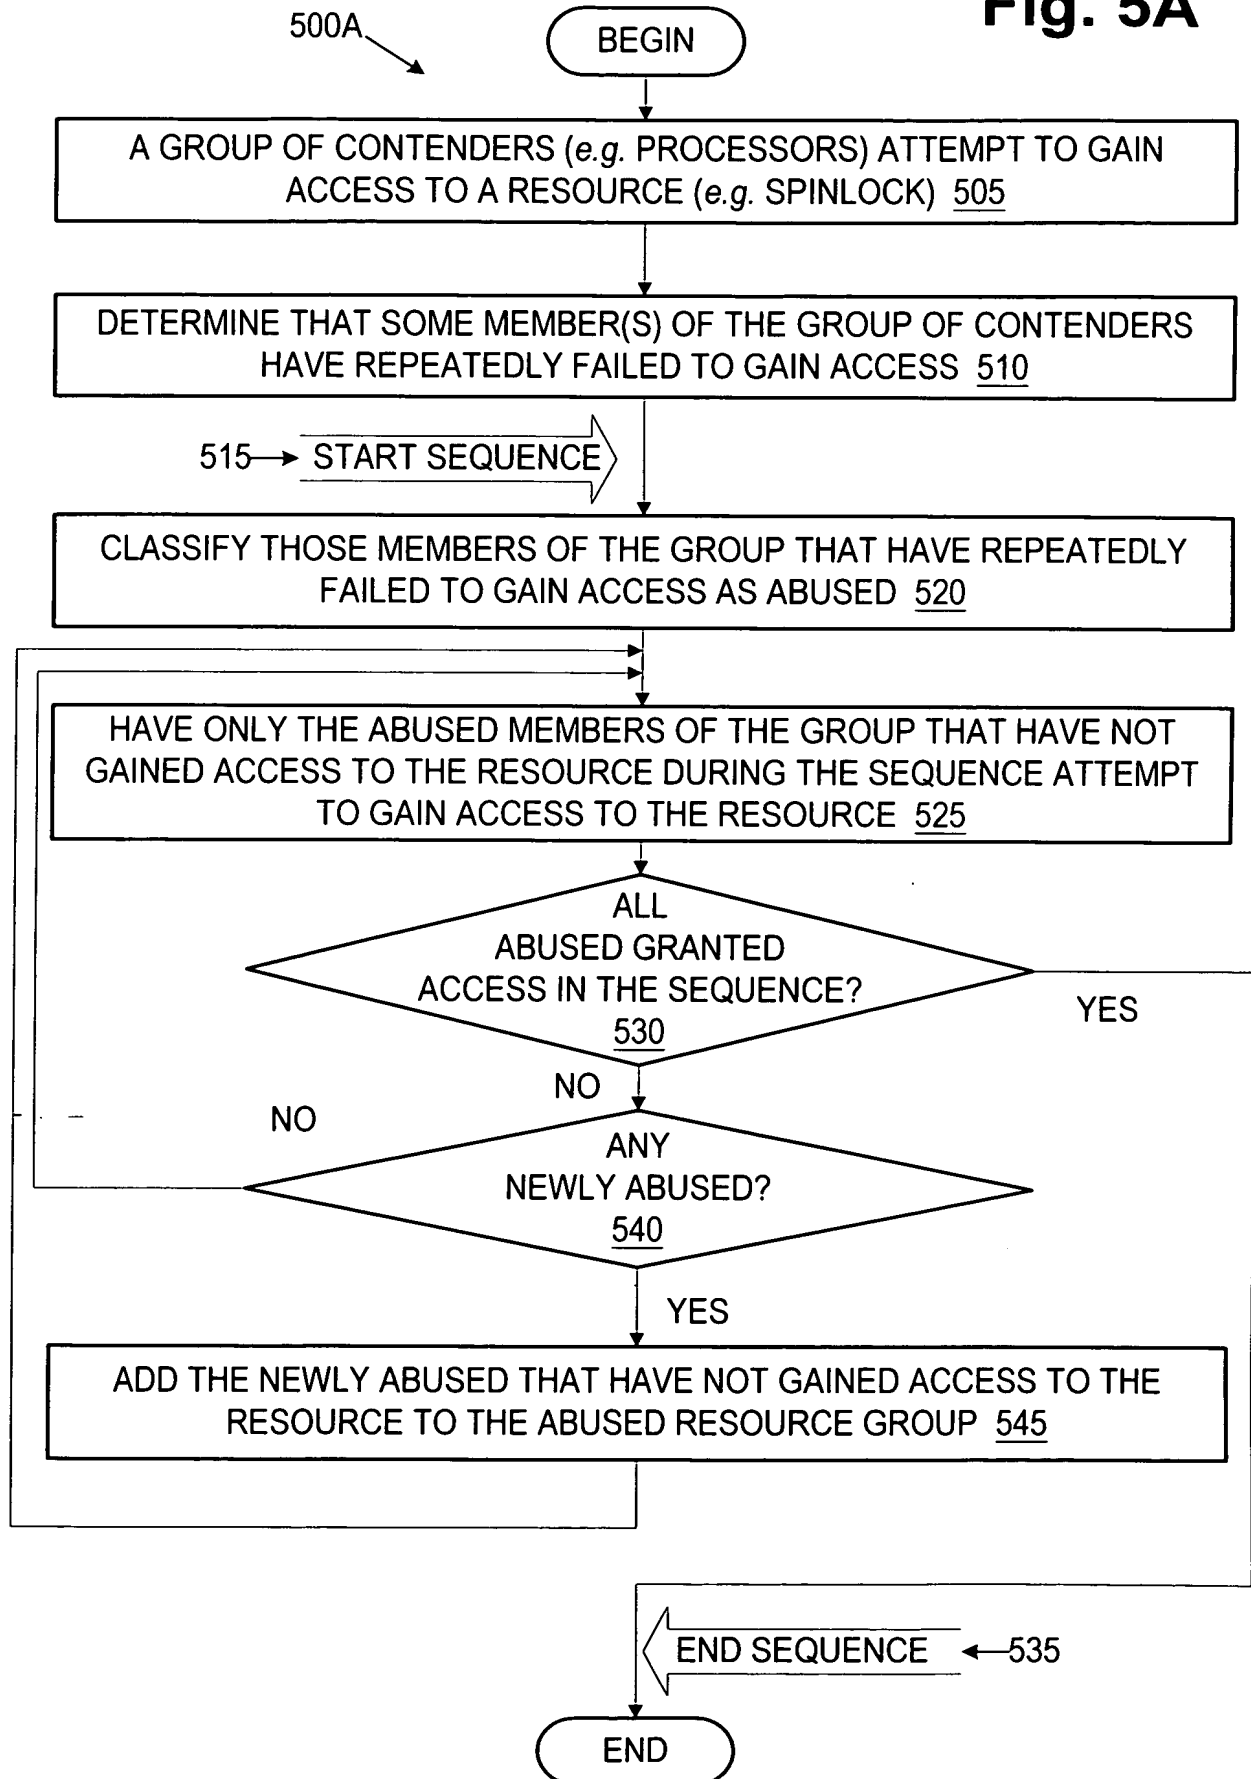 Fig. 5A
500A
BEGIN
A GROUP OF CONTENDERS (e.g. PROCESSORS) ATTEMPT TO GAIN
ACCESS TO A RESOURCE (e.g. SPINLOCK) 505
DETERMINE THAT SOME MEMBER(S) OF THE GROUP OF CONTENDERS
HAVE REPEATEDLY FAILED TO GAIN ACCESS 510
515 START SEQUENCE
CLASSIFY THOSE MEMBERS OF THE GROUP THAT HAVE REPEATEDLY
FAILED TO GAIN ACCESS AS ABUSED 520
HAVE ONLY THE ABUSED MEMBERS OF THE GROUP THAT HAVE NOT
GAINED ACCESS TO THE RESOURCE DURING THE SEQUENCE ATTEMPT
TO GAIN ACCESS TO THE RESOURCE 525
ALL
ABUSED GRANTED
ACCESS IN THE SEQUENCE?
530
YES
NO
NO
ANY
NEWLY ABUSED?
540
YES
ADD THE NEWLY ABUSED THAT HAVE NOT GAINED ACCESS TO THE
RESOURCE TO THE ABUSED RESOURCE GROUP 545
END SEQUENCE 535
END